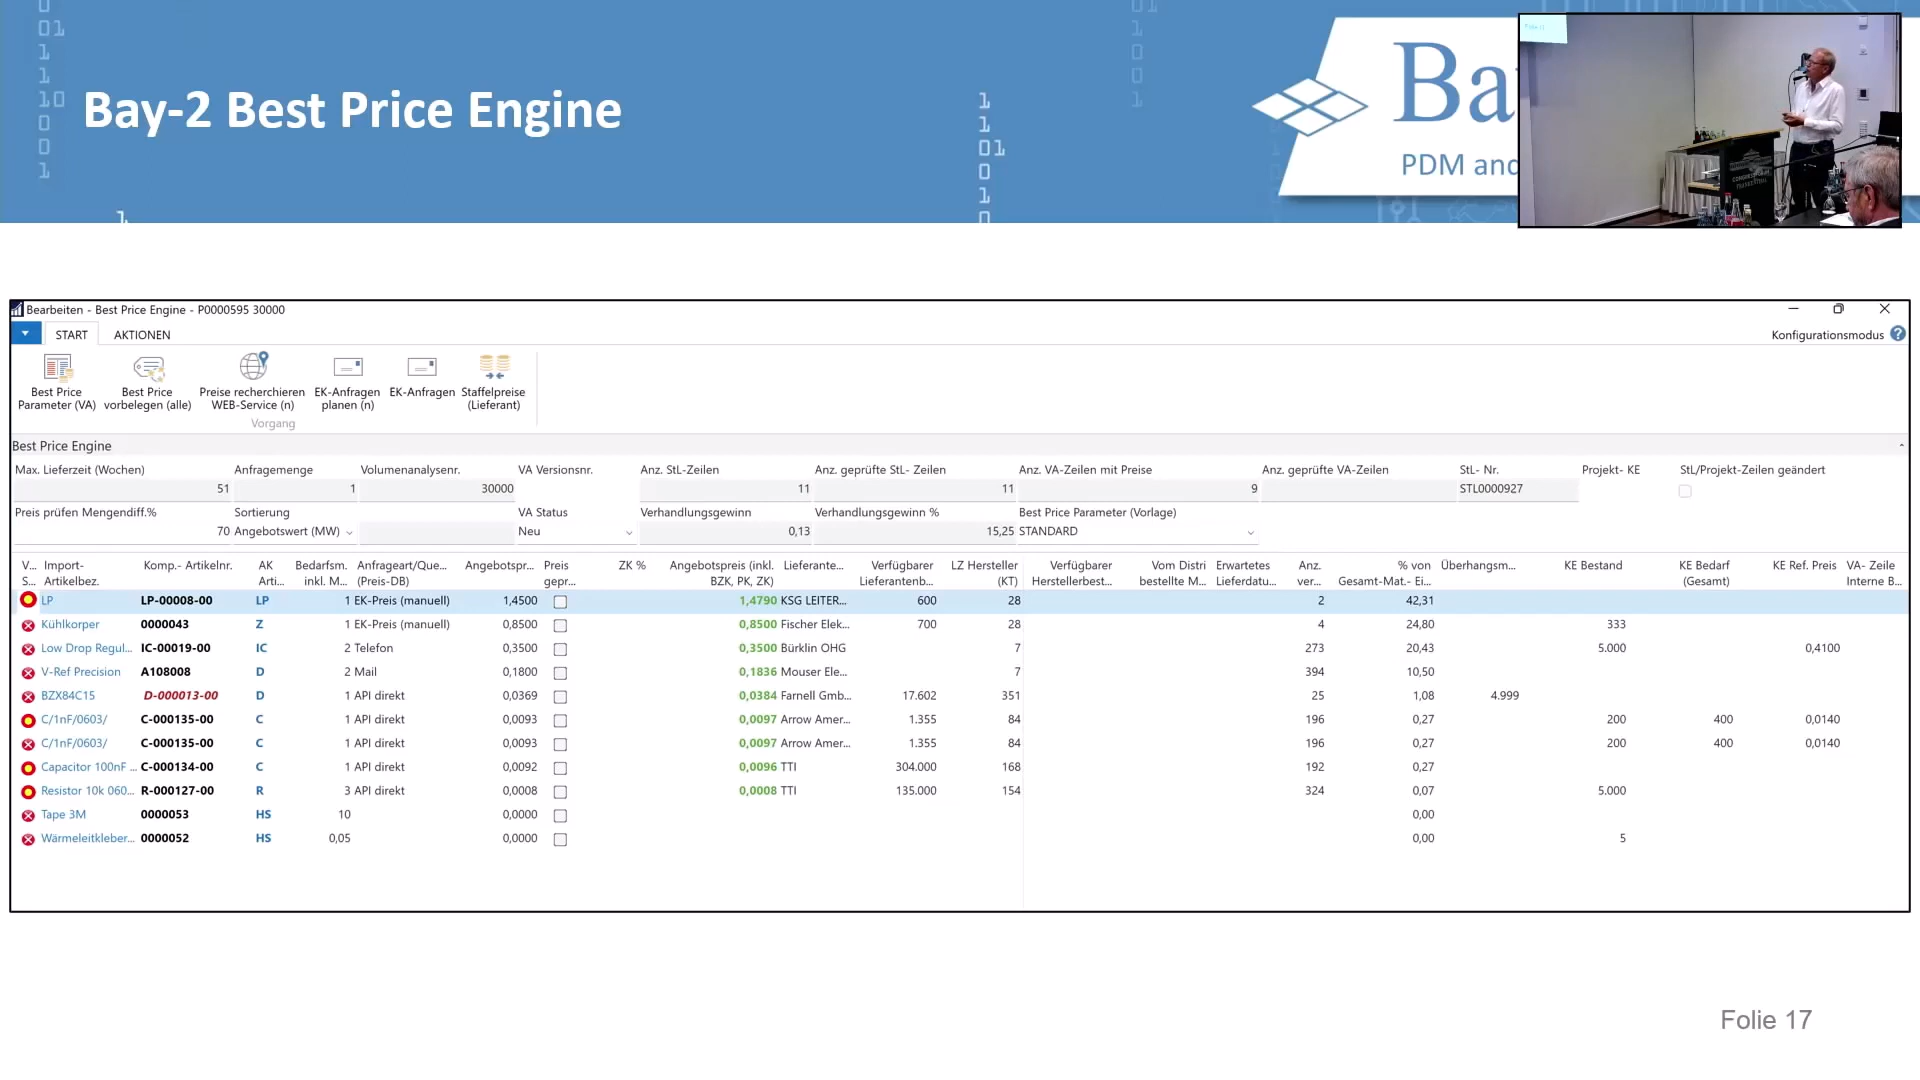 Bay-2 Best Price Engine
Ba
PDM and
Bearbeiten - Best Price Engine - P0000595 30000
START AKTIONEN Konfigurationsmodus ?
Best Price Parameter (VA)
Best Price vorbelegen (alle)
Preise recherchieren WEB-Service (n)
EK-Anfragen planen (n)
EK-Anfragen
Staffelpreise (Lieferant)
Vorgang
Best Price Engine
Max. Lieferzeit (Wochen) Anfragemenge Volumenanalysenr. VA Versionsnr. Anz. StL-Zeilen Anz. geprüfte StL- Zeilen Anz. VA-Zeilen mit Preise Anz. geprüfte VA-Zeilen StL- Nr. Projekt- KE StL/Projekt-Zeilen geändert
51 1 30000 11 11 9 STL0000927
Preis prüfen Mengendiff.% Sortierung VA Status Verhandlungsgewinn Verhandlungsgewinn % Best Price Parameter (Vorlage)
70 Angebotswert (MW) Neu 0,13 15,25 STANDARD
V... Import- Komp.- Artikelnr. AK Bedarfsm. Anfrageart/Que... Angebotspr... Preis ZK % Angebotspreis (inkl. Lieferante... Verfügbarer LZ Hersteller Verfügbarer Vom Distri Erwartetes Anz. % von Überhangsm... KE Bestand KE Bedarf KE Ref. Preis VA- Zeile
S... Artikelbez. Arti... inkl. M... (Preis-DB) gepr... BZK, PK, ZK) Lieferantenb... (KT) Herstellerbest... bestellte M... Lieferdatu... ver... Gesamt-Mat.- Ei... (Gesamt) Interne B...
LP LP-00008-00 LP 1 EK-Preis (manuell) 1,4500 1,4790 KSG LEITER... 600 28 2 42,31
Kühlkorper 0000043 Z 1 EK-Preis (manuell) 0,8500 0,8500 Fischer Elek... 700 28 4 24,80 333
Low Drop Regul... IC-00019-00 IC 2 Telefon 0,3500 0,3500 Bürklin OHG 7 273 20,43 5.000 0,4100
V-Ref Precision A108008 D 2 Mail 0,1800 0,1836 Mouser Ele... 7 394 10,50
BZX84C15 D-000013-00 D 1 API direkt 0,0369 0,0384 Farnell Gmb... 17.602 351 25 1,08 4.999
C/1nF/0603/ C-000135-00 C 1 API direkt 0,0093 0,0097 Arrow Amer... 1.355 84 196 0,27 200 400 0,0140
C/1nF/0603/ C-000135-00 C 1 API direkt 0,0093 0,0097 Arrow Amer... 1.355 84 196 0,27 200 400 0,0140
Capacitor 100nF ... C-000134-00 C 1 API direkt 0,0092 0,0096 TTI 304.000 168 192 0,27
Resistor 10k 060... R-000127-00 R 3 API direkt 0,0008 0,0008 TTI 135.000 154 324 0,07 5.000
Tape 3M 0000053 HS 10 0,0000 0,00
Wärmeleitkleber... 0000052 HS 0,05 0,0000 0,00 5
Folie 17